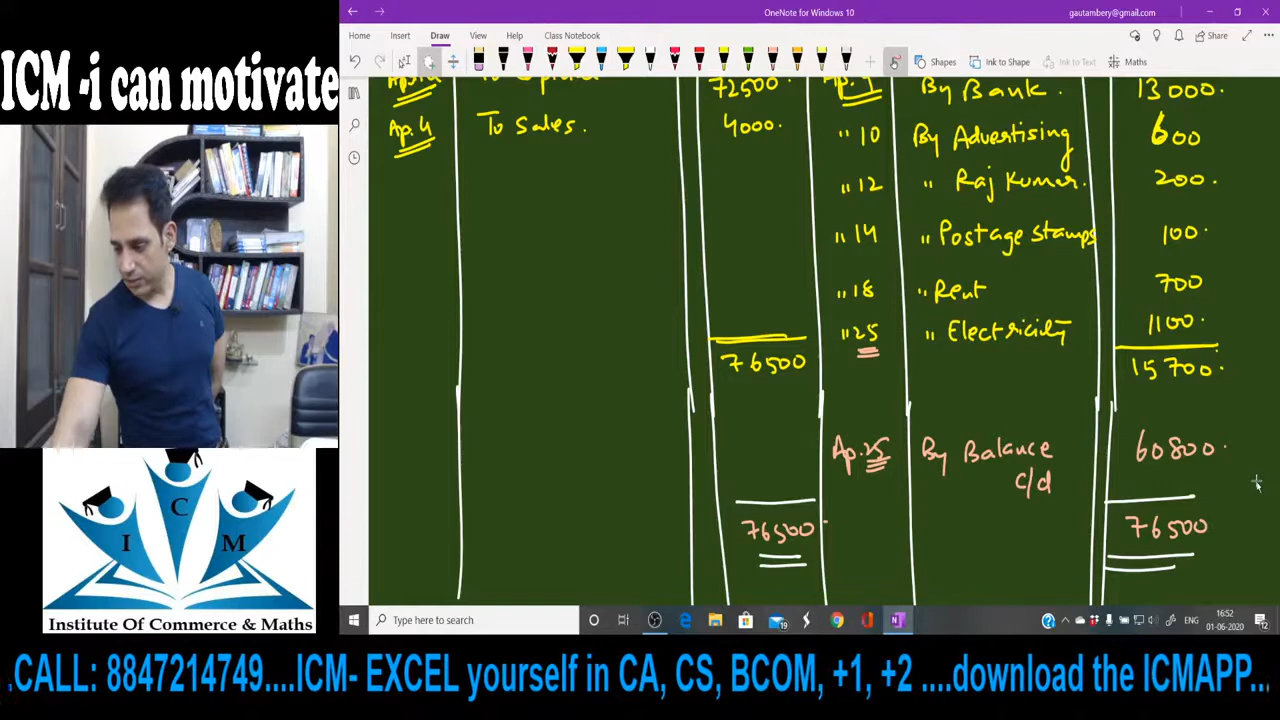 OneNote for Windows 10
gautambery@gmail.com
ICM -i can motivate
Home Insert Draw View Help Class Notebook
Share
Shapes Ink to Shape Ink to Text Maths
72500. Ap. 1 By Bank. 13000.
Ap. 4 To Sales. 4000. " 10 By Advertising 600
" 12 " Raj Kumar. 200.
" 14 " Postage Stamps 100.
" 18 " Rent 700
" 25 " Electricity 1100.
76500 15700.
Ap. 25 By Balance c/d 60800.
76500 76500
I C M
Institute Of Commerce & Maths
Type here to search
19
ENG
16:52
01-06-2020
12
CALL: 8847214749....ICM- EXCEL yourself in CA, CS, BCOM, +1, +2 ....download the ICMAPP...